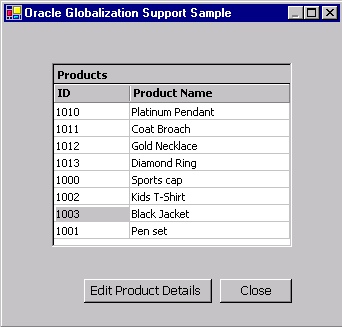 Oracle Globalization Support Sample
Products
ID Product Name
1010 Platinum Pendant
1011 Coat Broach
1012 Gold Necklace
1013 Diamond Ring
1000 Sports cap
1002 Kids T-Shirt
1003 Black Jacket
1001 Pen set
Edit Product Details Close